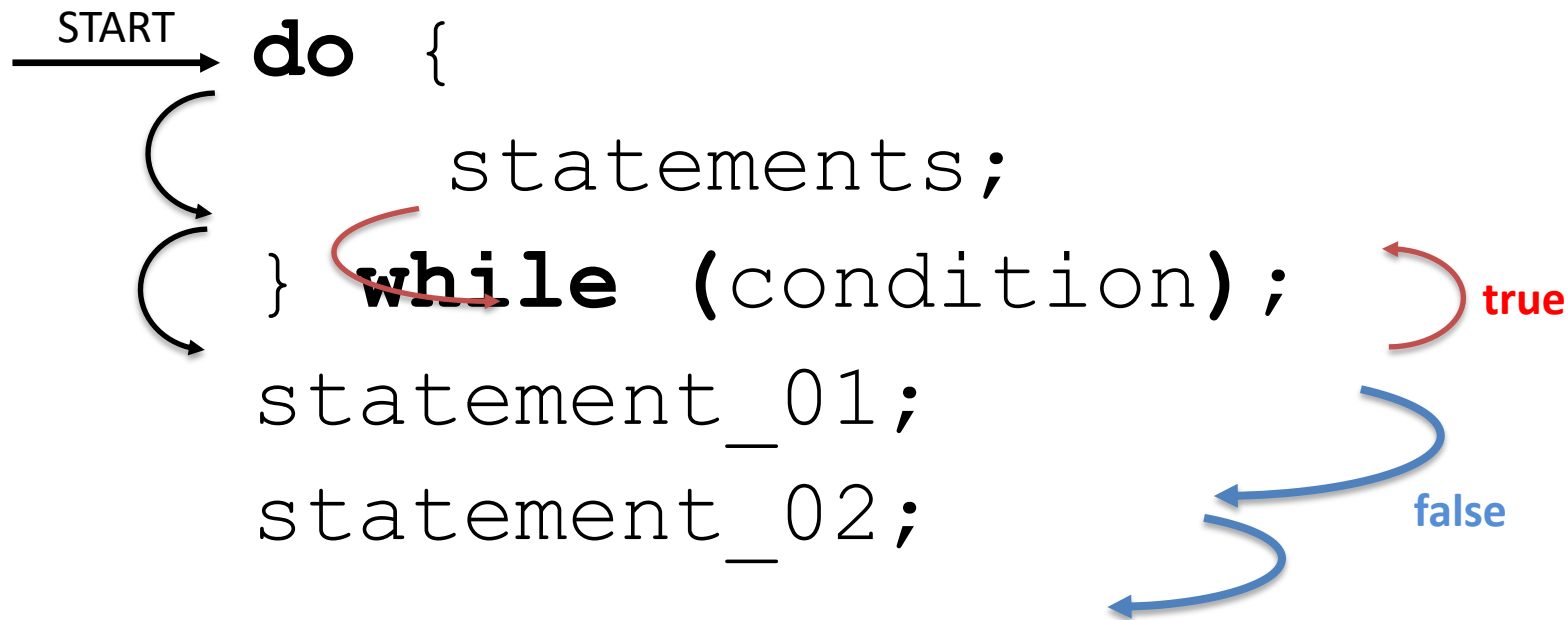 START
do {
statements;
} while (condition);
true
statement_01;
statement_02;
false